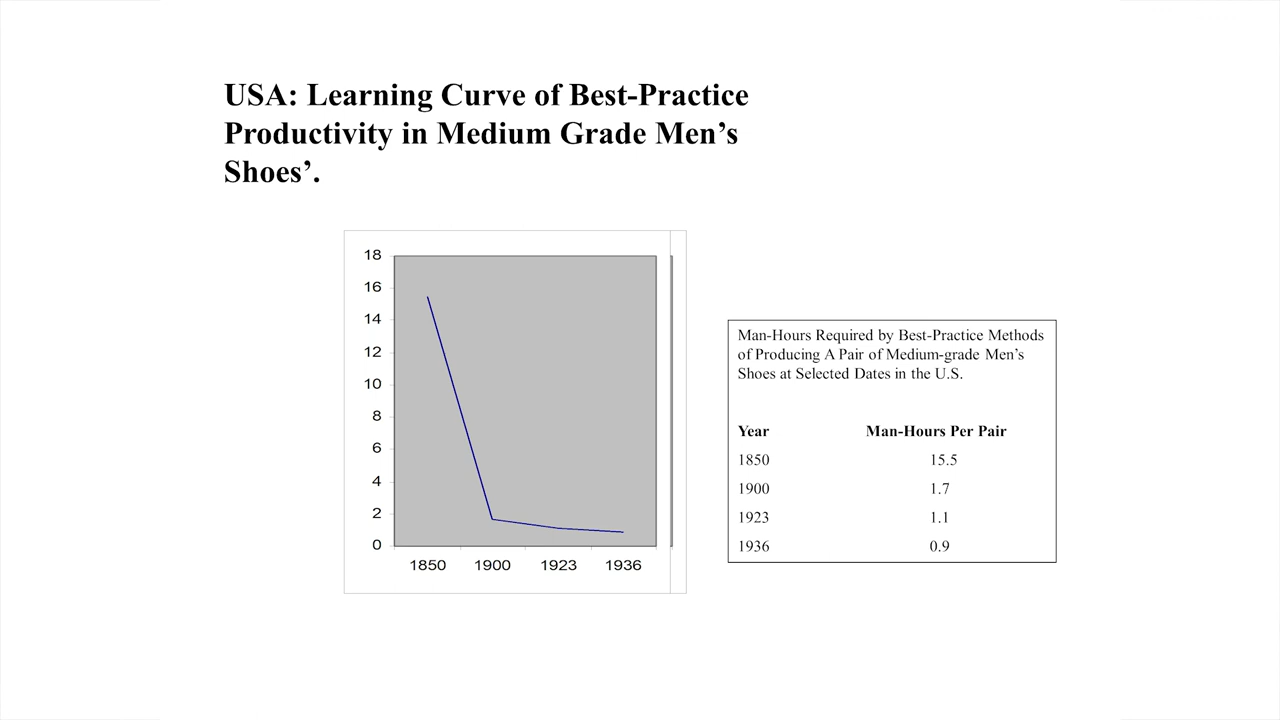 USA: Learning Curve of Best-Practice
Productivity in Medium Grade Men’s
Shoes’.
18
16
14
12
10
8
6
4
2
0
1850 1900 1923 1936
Man-Hours Required by Best-Practice Methods
of Producing A Pair of Medium-grade Men’s
Shoes at Selected Dates in the U.S.
Year Man-Hours Per Pair
1850 15.5
1900 1.7
1923 1.1
1936 0.9